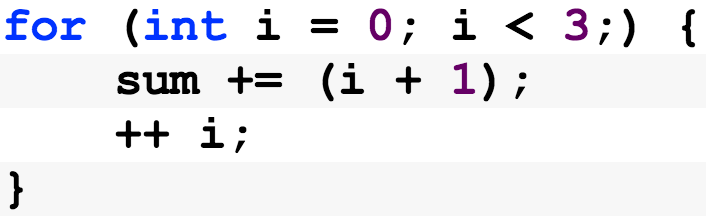 for (int i = 0; i < 3;) {
    sum += (i + 1);
    ++ i;
}